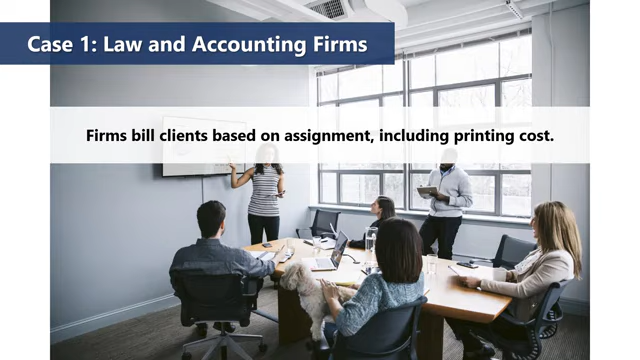 Case 1: Law and Accounting Firms
Firms bill clients based on assignment, including printing cost.